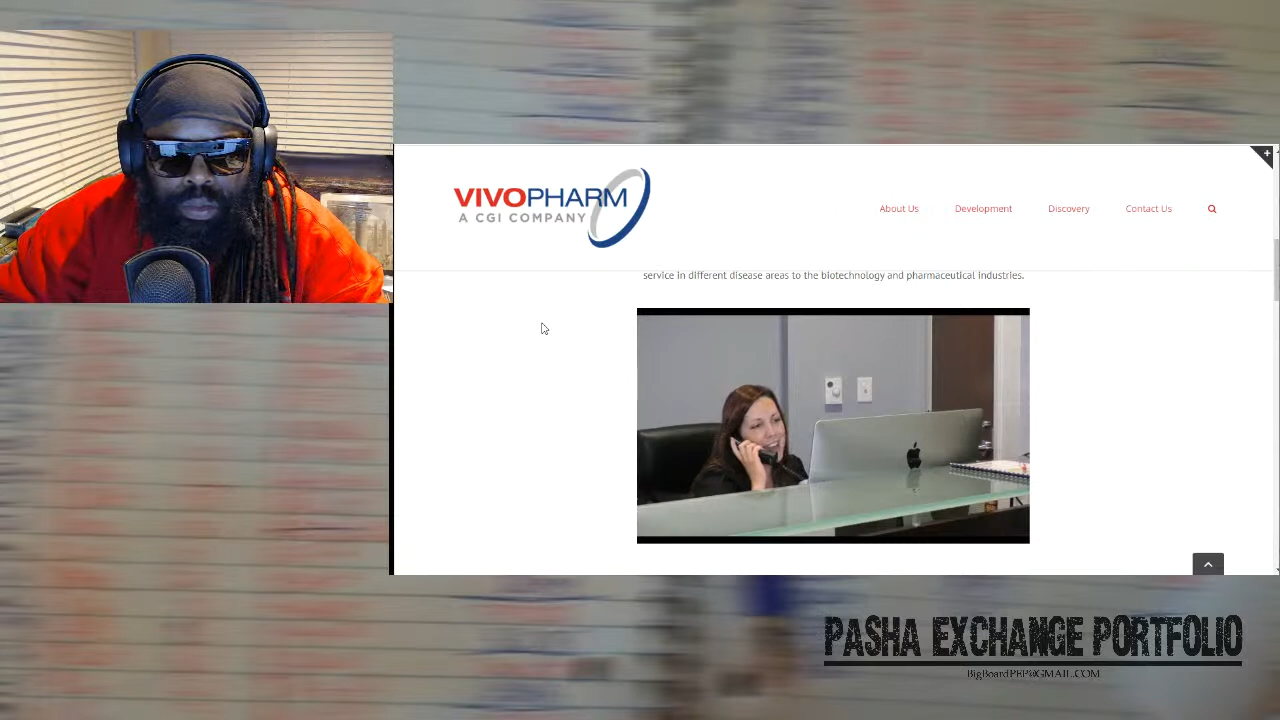 VIVOPHARM
A CGI COMPANY
About Us
Development
Discovery
Contact Us
service in different disease areas to the biotechnology and pharmaceutical industries.
PASHA EXCHANGE PORTFOLIO
BigBoardPEP@GMAIL.COM